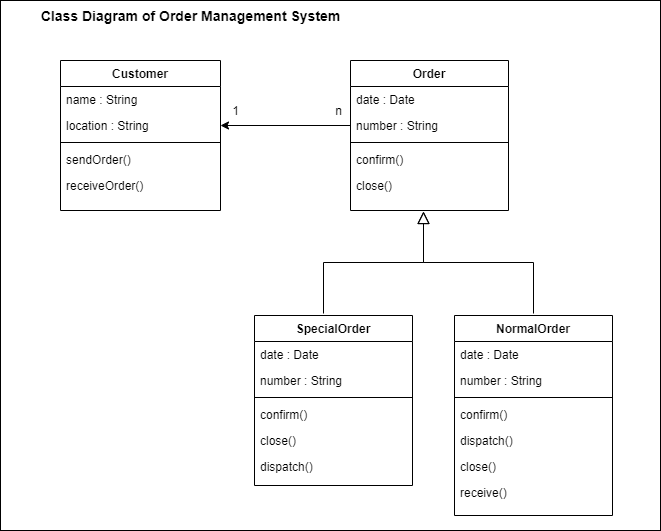 Class Diagram of Order Management System
Customer
name : String
location : String
sendOrder()
receiveOrder()
1
n
Order
date : Date
number : String
confirm()
close()
SpecialOrder
date : Date
number : String
confirm()
close()
dispatch()
NormalOrder
date : Date
number : String
confirm()
dispatch()
close()
receive()